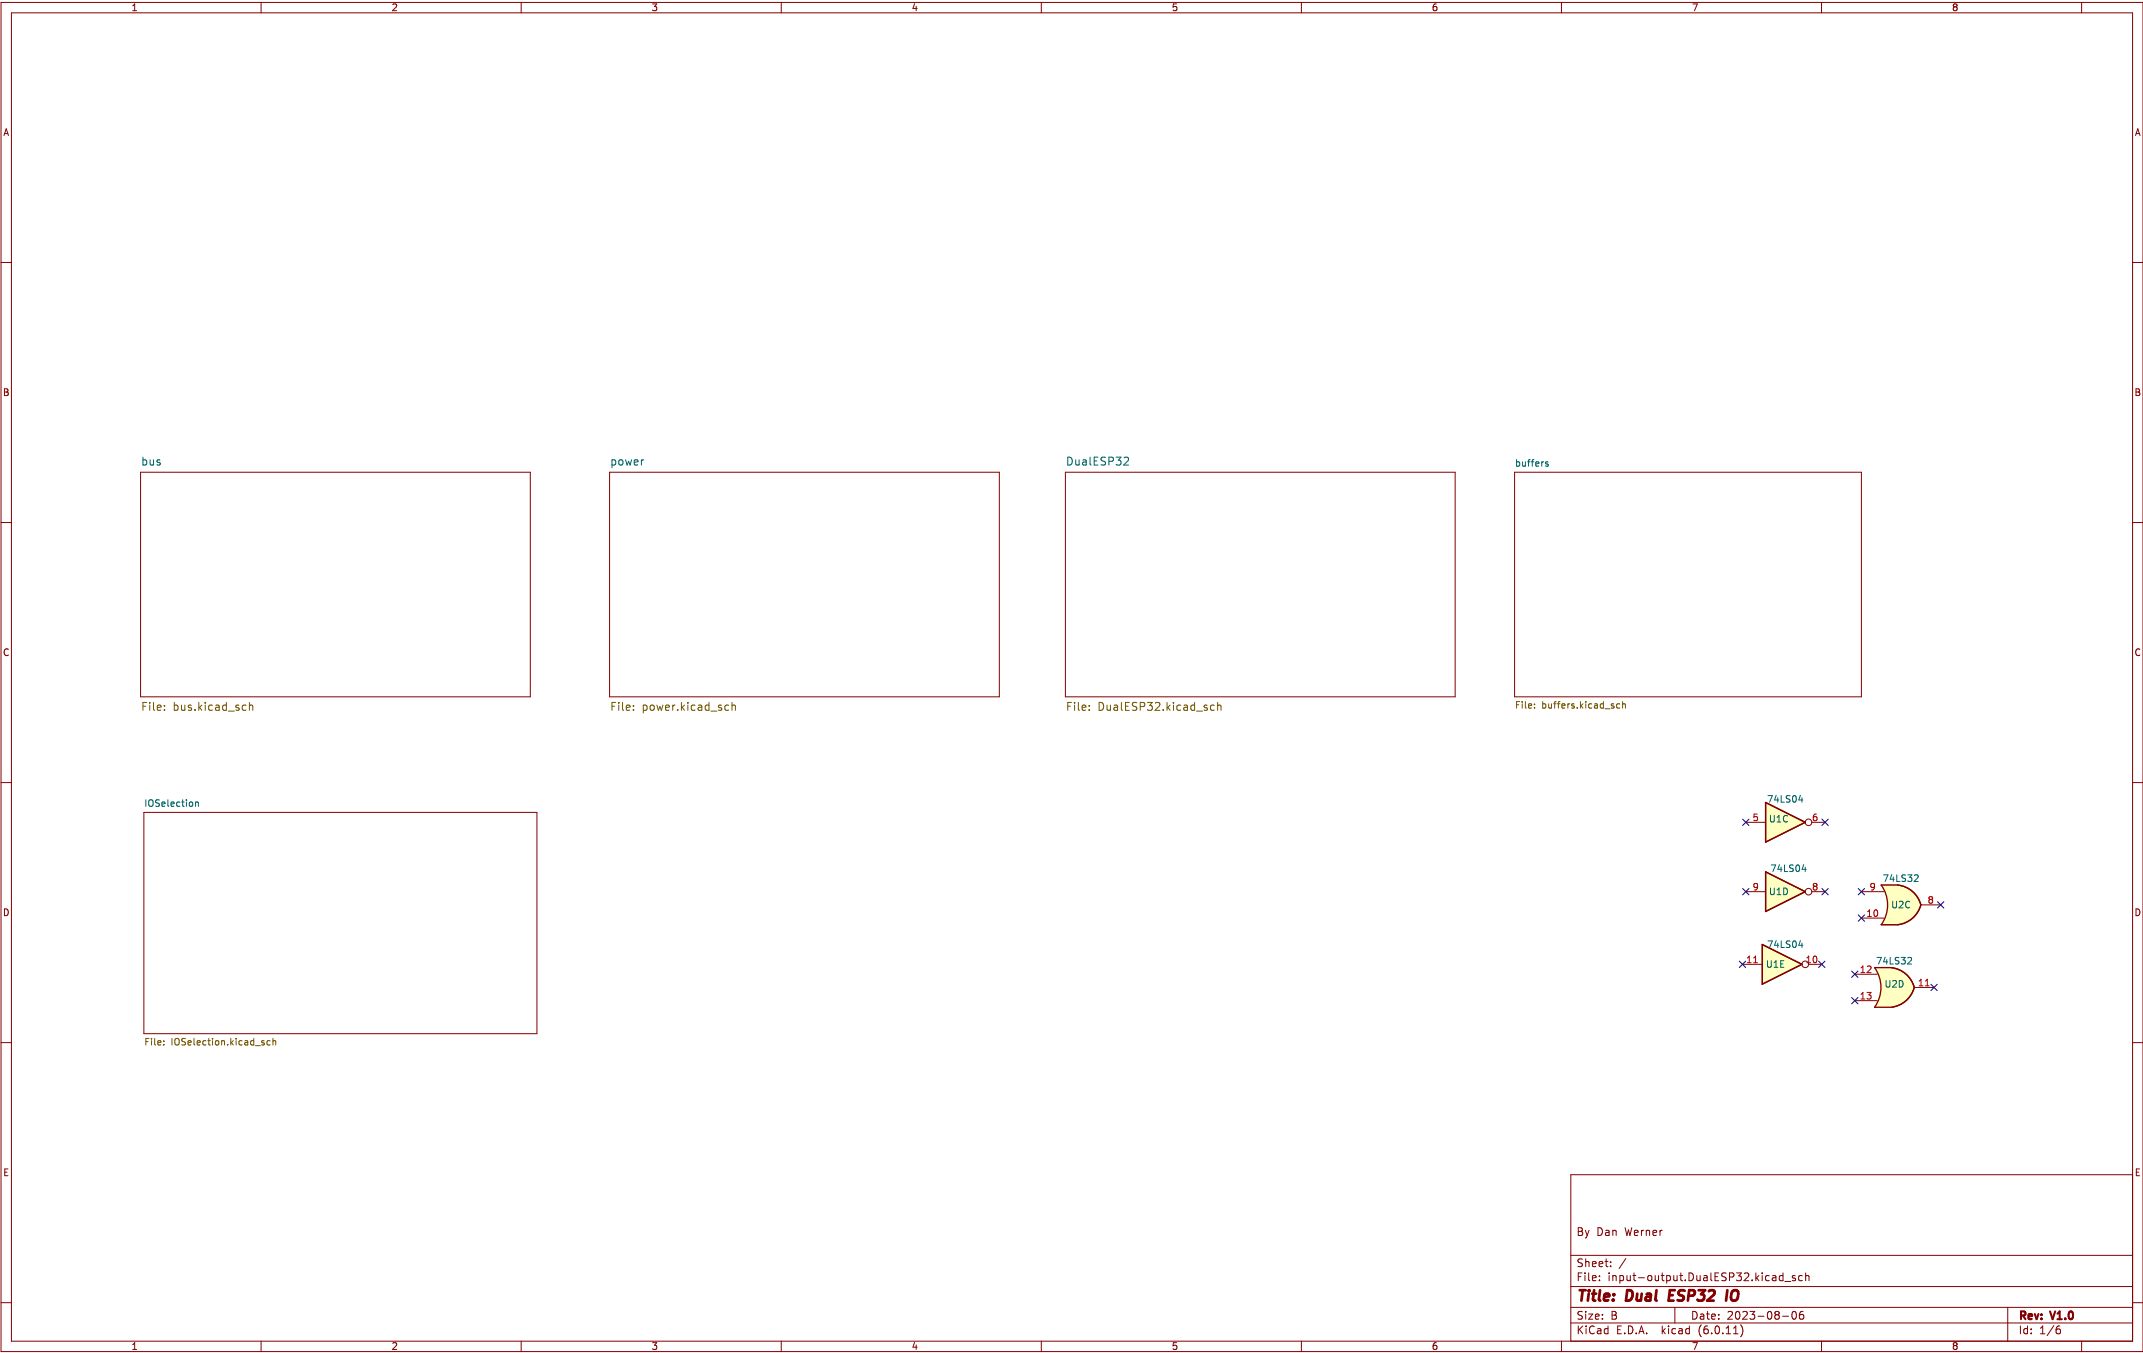 1 2 3 4 5 6 7 8
A A
B B
bus power DualESP32 buffers
C C
File: bus.kicad_sch File: power.kicad_sch File: DualESP32.kicad_sch File: buffers.kicad_sch
IOSelection
74LS04
5 U1C 6
74LS04
9 U1D 8
74LS32
9
10 U2C 8
D D
74LS04
11 U1E 10
74LS32
12
13 U2D 11
File: IOSelection.kicad_sch
E E
By Dan Werner
Sheet: /
File: input-output.DualESP32.kicad_sch
Title: Dual ESP32 IO
Size: B Date: 2023-08-06 Rev: V1.0
KiCad E.D.A. kicad (6.0.11) Id: 1/6
1 2 3 4 5 6 7 8